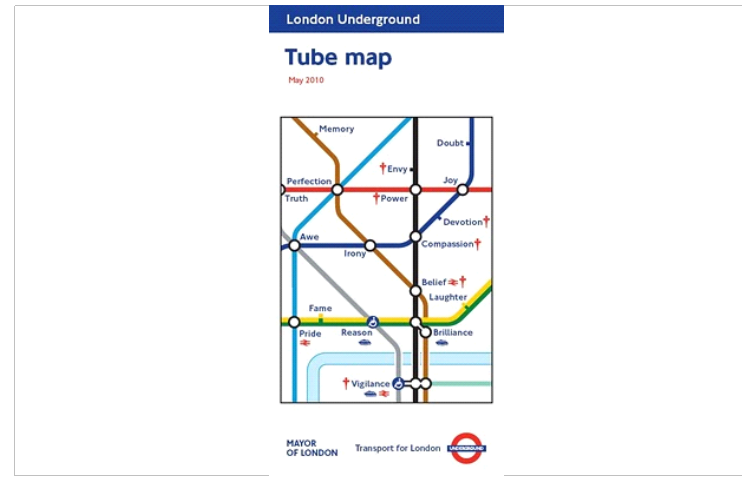 London Underground
Tube map
May 2010
Memory
Doubt
Envy
Perfection
Joy
Truth
Power
Devotion
Awe
Compassion
Irony
Belief
Laughter
Fame
Pride
Reason
Brilliance
Vigilance
MAYOR
OF LONDON
Transport for London
UNDERGROUND